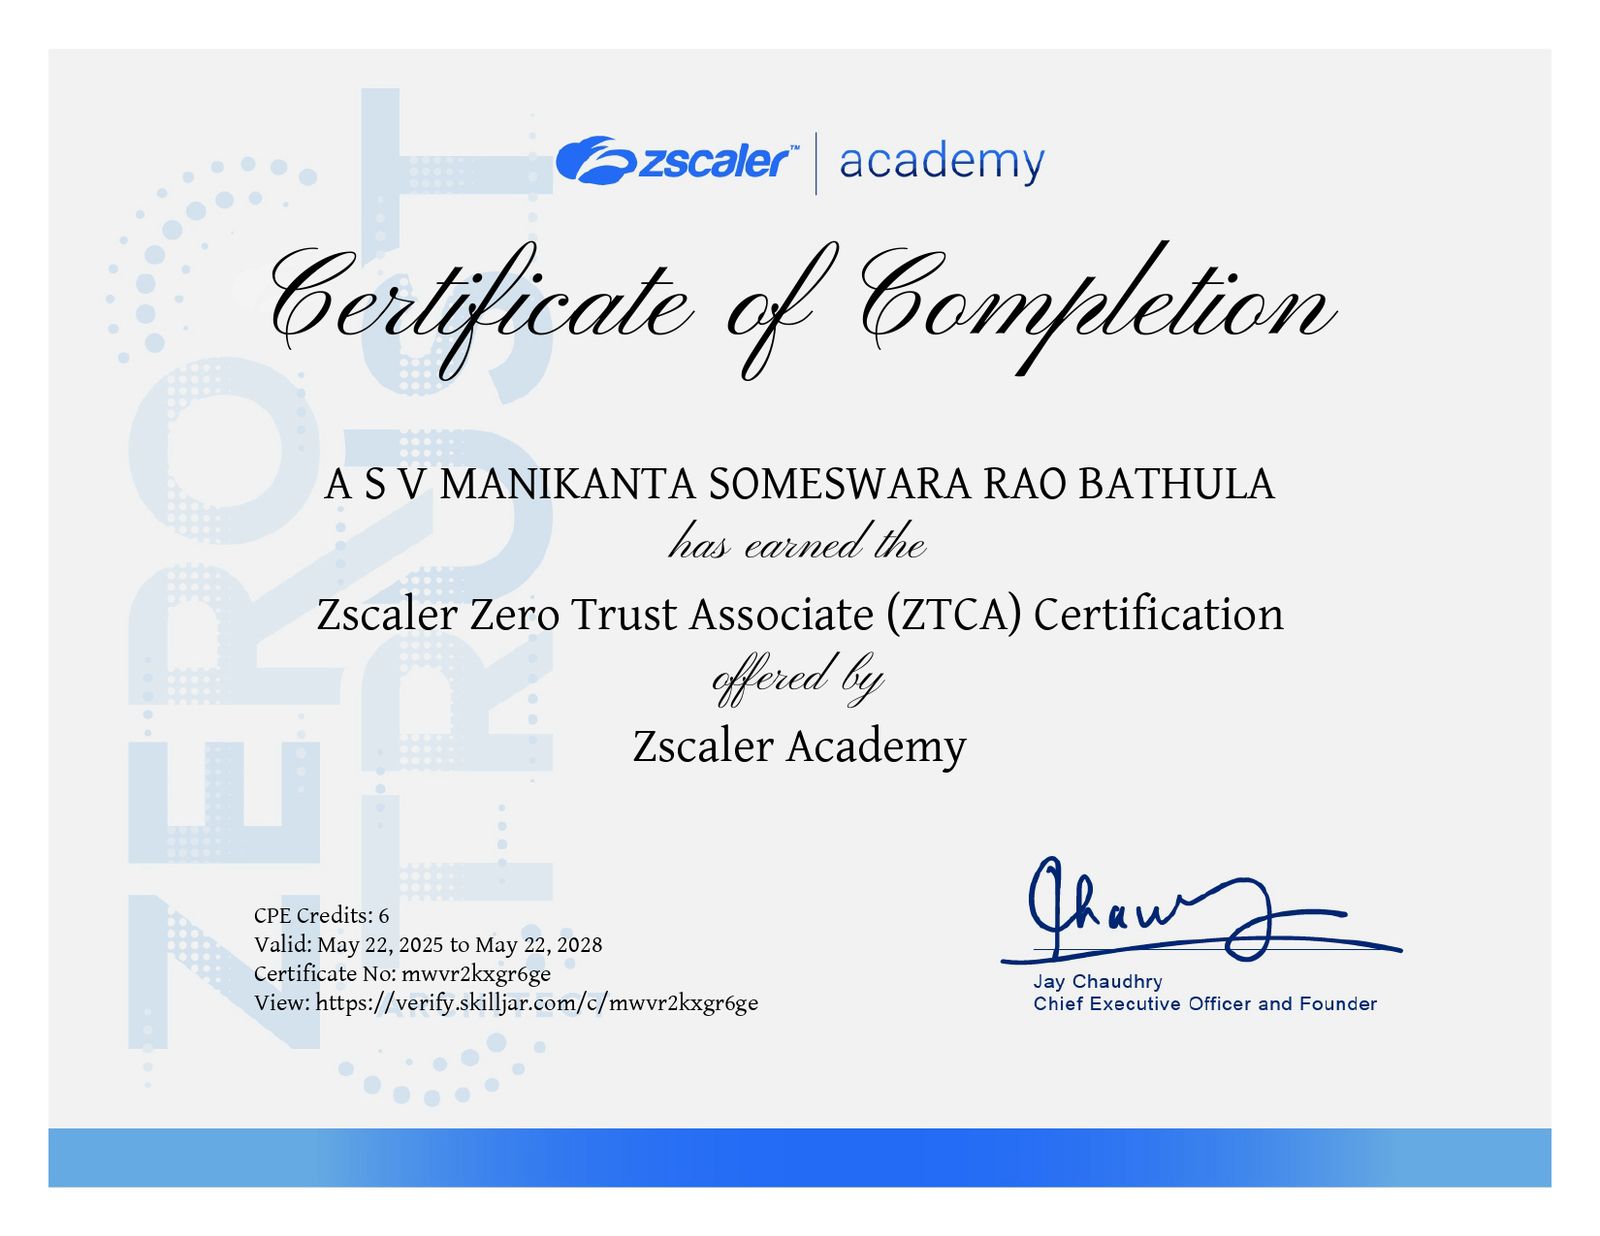 zscaler™ | academy
Certificate of Completion
A S V MANIKANTA SOMESWARA RAO BATHULA
has earned the
Zscaler Zero Trust Associate (ZTCA) Certification
offered by
Zscaler Academy
CPE Credits: 6
Valid: May 22, 2025 to May 22, 2028
Certificate No: mwvr2kxgr6ge
View: https://verify.skilljar.com/c/mwvr2kxgr6ge
Jay Chaudhry
Chief Executive Officer and Founder
ZERO
TRUST
ARCHITECT